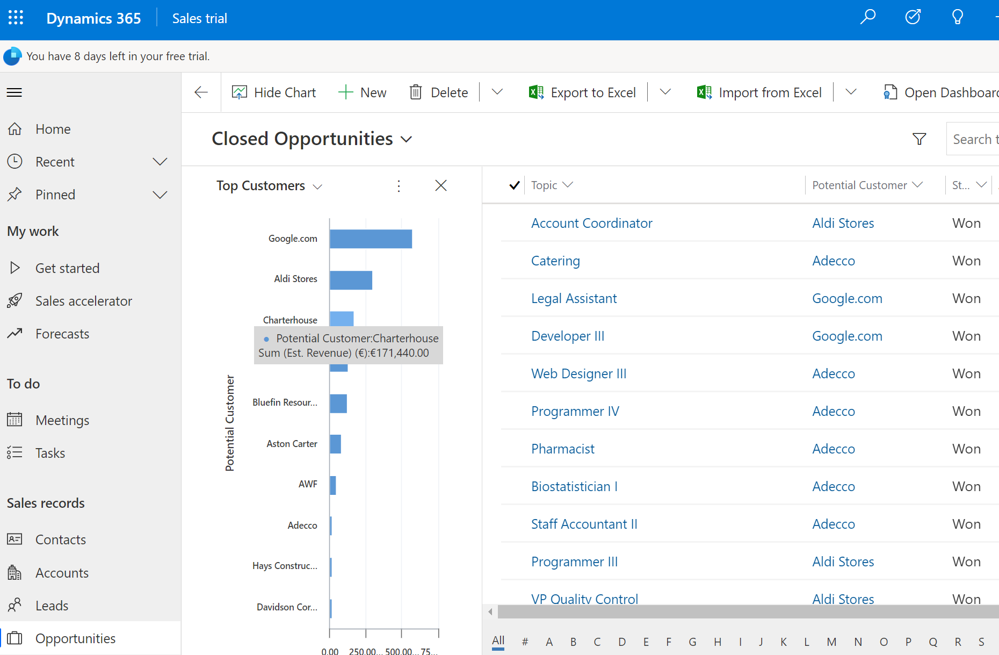 Dynamics 365
Sales trial
You have 8 days left in your free trial.
Hide Chart
New
Delete
Export to Excel
Import from Excel
Open Dashboard
Home
Recent
Pinned
My work
Get started
Sales accelerator
Forecasts
To do
Meetings
Tasks
Sales records
Contacts
Accounts
Leads
Opportunities
Closed Opportunities
Search t
Top Customers
Potential Customer
Google.com
Aldi Stores
Charterhouse
Potential Customer:Charterhouse
Sum (Est. Revenue) (€):€171,440.00
Bluefin Resour...
Aston Carter
AWF
Adecco
Hays Construc...
Davidson Cor...
0.00 250.00... 500.00... 75...
Topic Potential Customer St...
Account Coordinator Aldi Stores Won
Catering Adecco Won
Legal Assistant Google.com Won
Developer III Google.com Won
Web Designer III Adecco Won
Programmer IV Adecco Won
Pharmacist Adecco Won
Biostatistician I Adecco Won
Staff Accountant II Adecco Won
Programmer III Aldi Stores Won
VP Quality Control Aldi Stores Won
All # A B C D E F G H I J K L M N O P Q R S